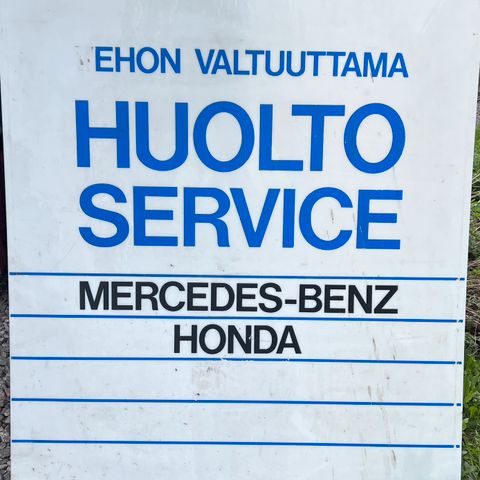 EHON VALTUUTTAMA
HUOLTO
SERVICE
MERCEDES-BENZ
HONDA